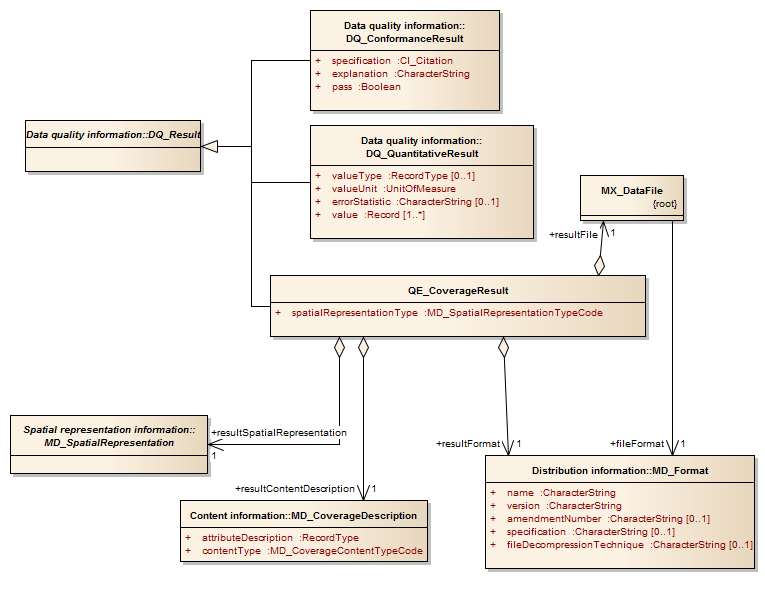 Data quality information::
DQ_ConformanceResult
+ specification :CI_Citation
+ explanation :CharacterString
+ pass :Boolean
Data quality information::DQ_Result
Data quality information::
DQ_QuantitativeResult
+ valueType :RecordType [0..1]
+ valueUnit :UnitOfMeasure
+ errorStatistic :CharacterString [0..1]
+ value :Record [1..*]
MX_DataFile
{root}
+resultFile 1
QE_CoverageResult
+ spatialRepresentationType :MD_SpatialRepresentationTypeCode
Spatial representation information::
MD_SpatialRepresentation
+resultSpatialRepresentation
1
+resultFormat 1
+fileFormat 1
+resultContentDescription 1
Content information::MD_CoverageDescription
+ attributeDescription :RecordType
+ contentType :MD_CoverageContentTypeCode
Distribution information::MD_Format
+ name :CharacterString
+ version :CharacterString
+ amendmentNumber :CharacterString [0..1]
+ specification :CharacterString [0..1]
+ fileDecompressionTechnique :CharacterString [0..1]